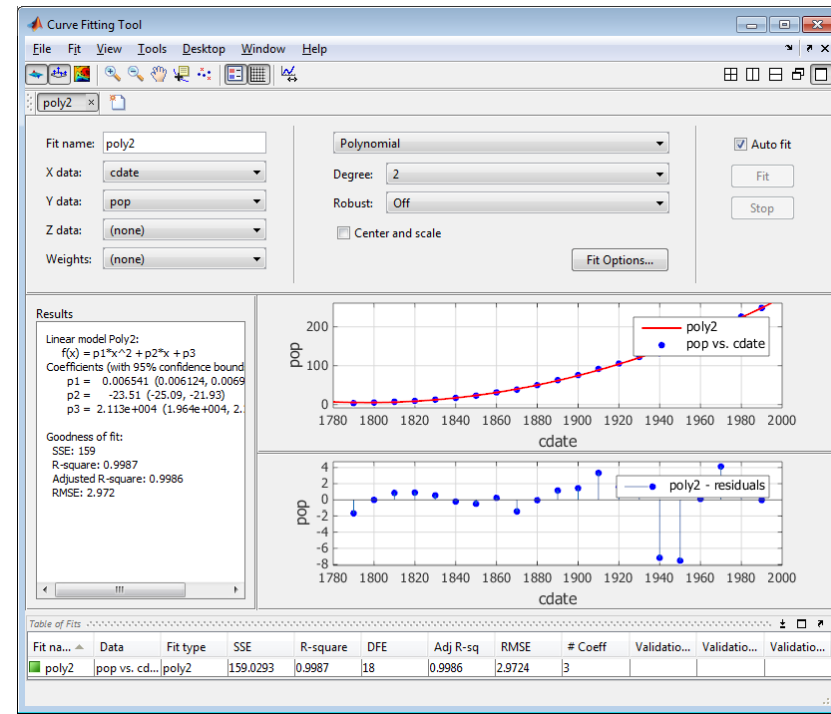 Curve Fitting Tool
File Fit View Tools Desktop Window Help
poly2
Fit name: poly2
X data: cdate
Y data: pop
Z data: (none)
Weights: (none)
Polynomial
Degree: 2
Robust: Off
Center and scale
Fit Options...
Auto fit
Fit
Stop
Results
Linear model Poly2:
f(x) = p1*x^2 + p2*x + p3
Coefficients (with 95% confidence bound
p1 = 0.006541 (0.006124, 0.0069
p2 = -23.51 (-25.09, -21.93)
p3 = 2.113e+004 (1.964e+004, 2.
Goodness of fit:
SSE: 159
R-square: 0.9987
Adjusted R-square: 0.9986
RMSE: 2.972
200
100
0
pop
poly2
pop vs. cdate
1780 1800 1820 1840 1860 1880 1900 1920 1940 1960 1980 2000
cdate
4
2
0
-2
-4
-6
-8
pop
poly2 - residuals
1780 1800 1820 1840 1860 1880 1900 1920 1940 1960 1980 2000
cdate
Table of Fits
Fit na... Data Fit type SSE R-square DFE Adj R-sq RMSE # Coeff Validatio... Validatio... Validatio...
poly2 pop vs. cd... poly2 159.0293 0.9987 18 0.9986 2.9724 3